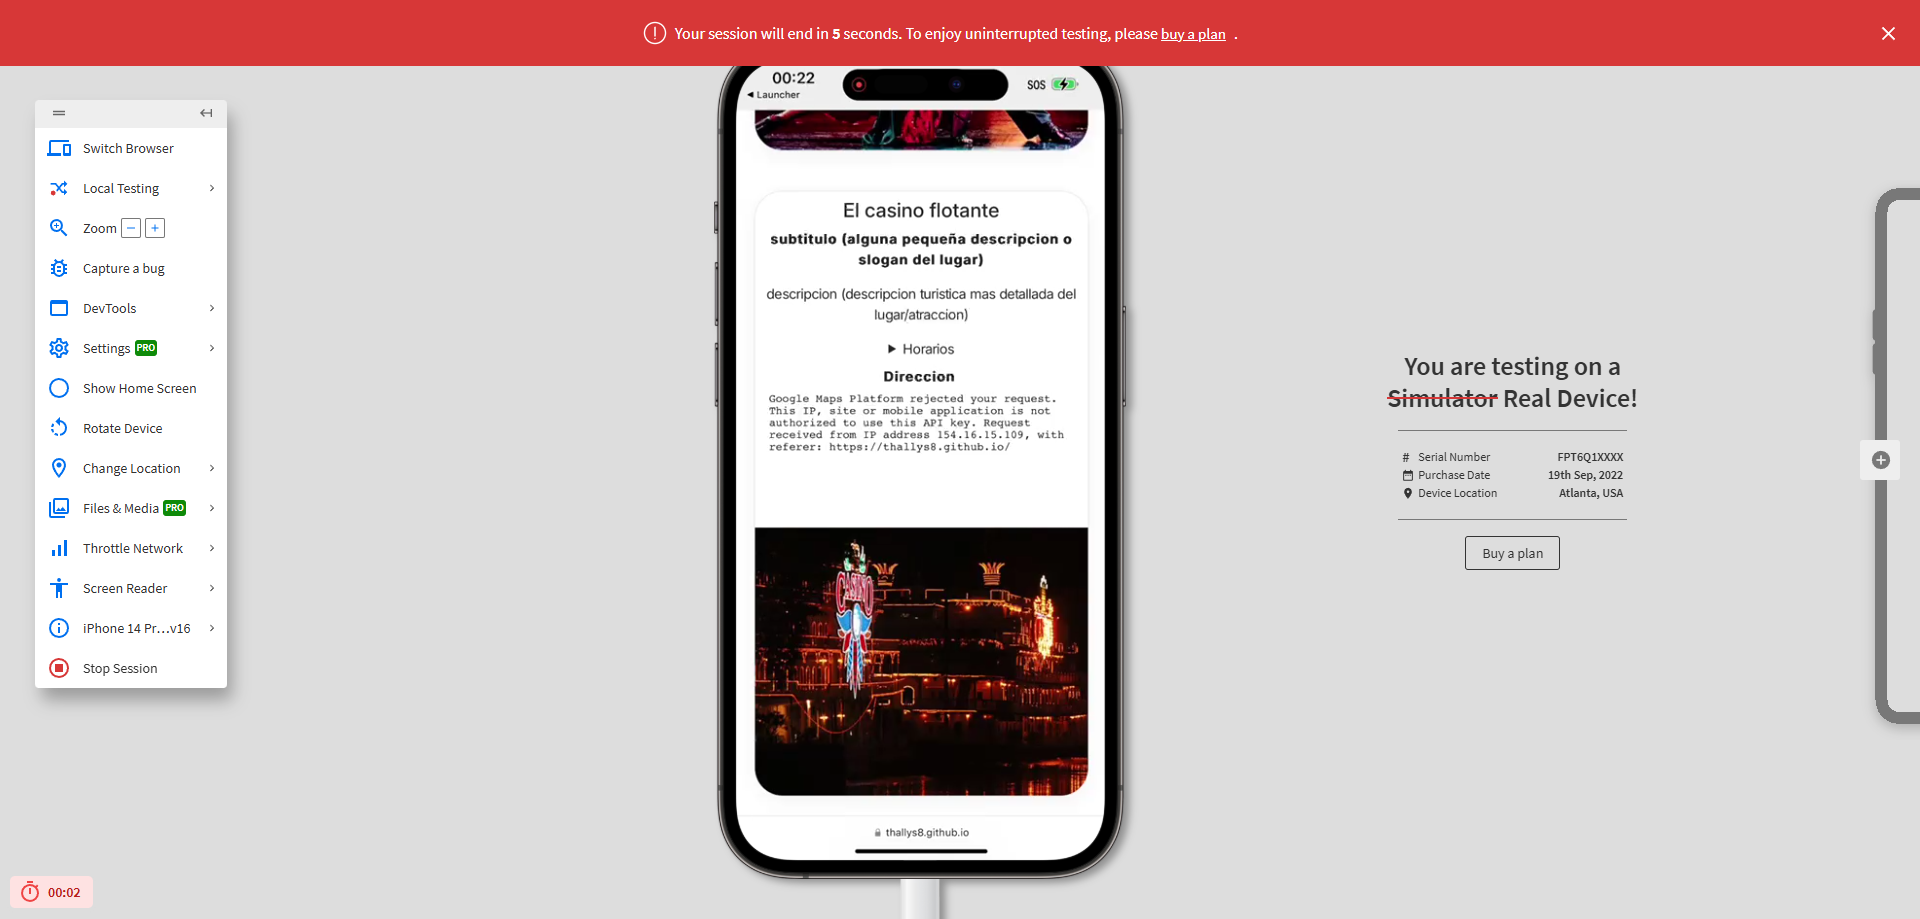 Your session will end in 5 seconds. To enjoy uninterrupted testing, please buy a plan .
Switch Browser
Local Testing
Zoom
Capture a bug
DevTools
Settings PRO
Show Home Screen
Rotate Device
Change Location
Files & Media PRO
Throttle Network
Screen Reader
iPhone 14 Pr...v16
Stop Session
00:02
00:22
SOS
Launcher
El casino flotante
subtitulo (alguna pequeña descripcion o
slogan del lugar)
descripcion (descripcion turistica mas detallada del
lugar/atraccion)
Horarios
Direccion
Google Maps Platform rejected your request.
This IP, site or mobile application is not
authorized to use this API key. Request
received from IP address 154.16.15.109, with
referer: https://thallys8.github.io/
CASINO
thallys8.github.io
You are testing on a
Simulator Real Device!
# Serial Number FPT6Q1XXXX
Purchase Date 19th Sep, 2022
Device Location Atlanta, USA
Buy a plan